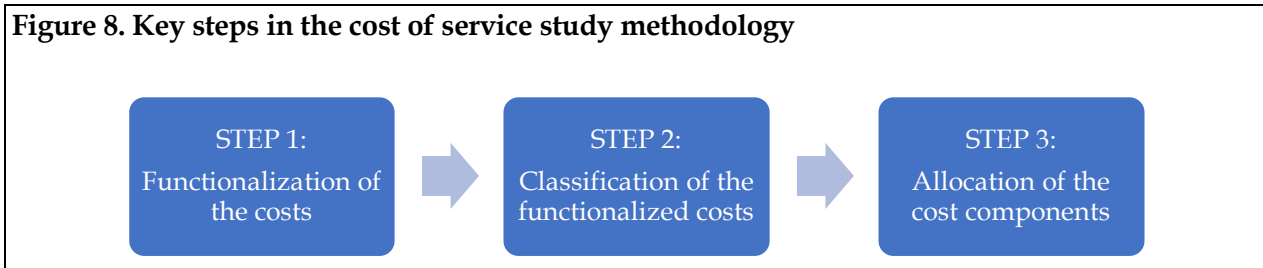 Figure 8. Key steps in the cost of service study methodology
STEP 1:
Functionalization of
the costs
STEP 2:
Classification of the
functionalized costs
STEP 3:
Allocation of the
cost components